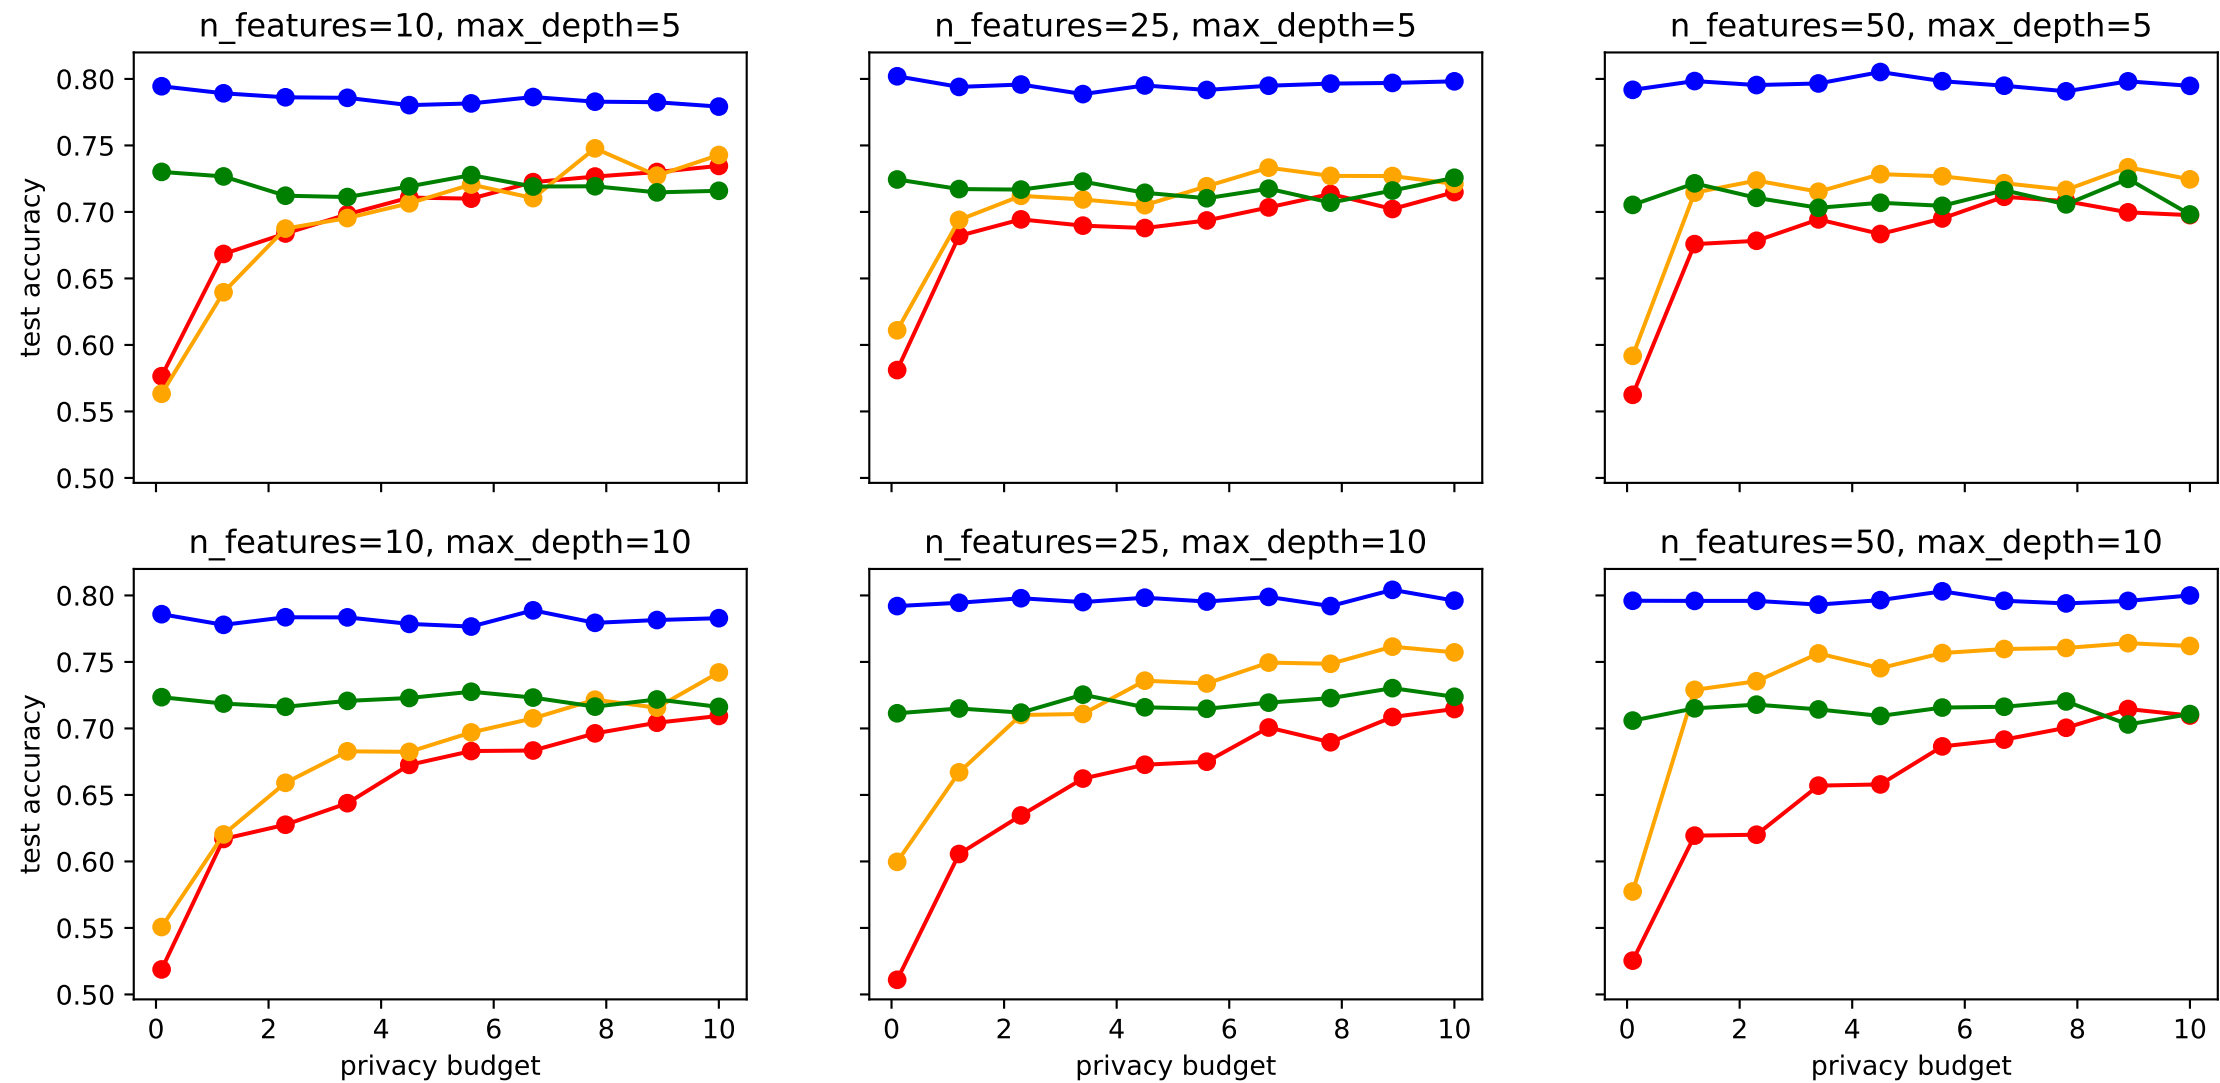 n_features=10, max_depth=5
n_features=25, max_depth=5
n_features=50, max_depth=5
0.80
0.75
0.70
0.65
0.60
0.55
0.50
test accuracy
n_features=10, max_depth=10
n_features=25, max_depth=10
n_features=50, max_depth=10
0.80
0.75
0.70
0.65
0.60
0.55
0.50
test accuracy
0 2 4 6 8 10
0 2 4 6 8 10
0 2 4 6 8 10
privacy budget
privacy budget
privacy budget